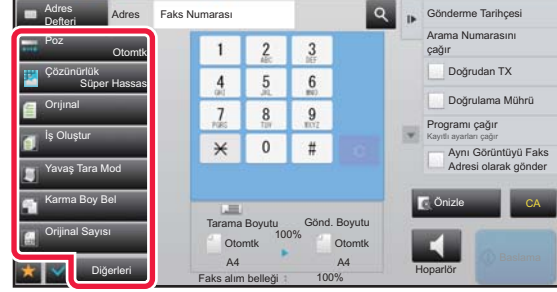 Adres
Defteri
Adres
Faks Numarası
Poz
Otomtk
Çözünürlük
Süper Hassas
Orijinal
İş Oluştur
Yavaş Tara Mod
Karma Boy Bel
Orijinal Sayısı
Diğerleri
1
2
ABC
3
DEF
4
GHI
5
JKL
6
MNO
7
PQRS
8
TUV
9
WXYZ
0
#
C
Tarama Boyutu
Otomtk
A4
100%
Gönd. Boyutu
Otomtk
A4
Faks alım belleği :
100%
Gönderme Tarihçesi
Arama Numarasını
çağır
Doğrudan TX
Doğrulama Mührü
Programı çağır
Kayıtlı ayarları çağır
Aynı Görüntüyü Faks
Adresi olarak gönder
Önizle
CA
Hoparlör
Başlama